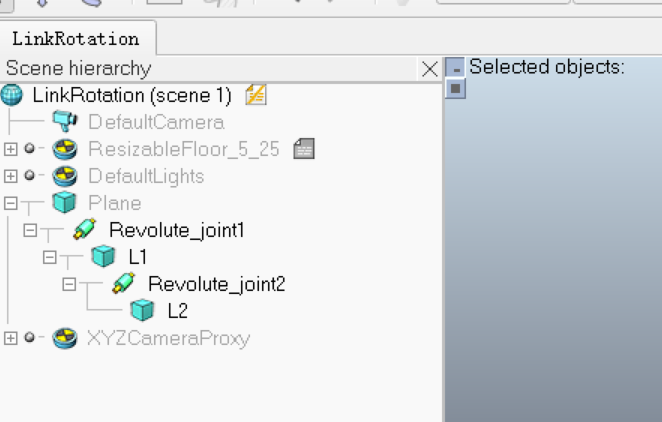 LinkRotation
Scene hierarchy
Selected objects:
LinkRotation (scene 1)
DefaultCamera
ResizableFloor_5_25
DefaultLights
Plane
Revolute_joint1
L1
Revolute_joint2
L2
XYZCameraProxy